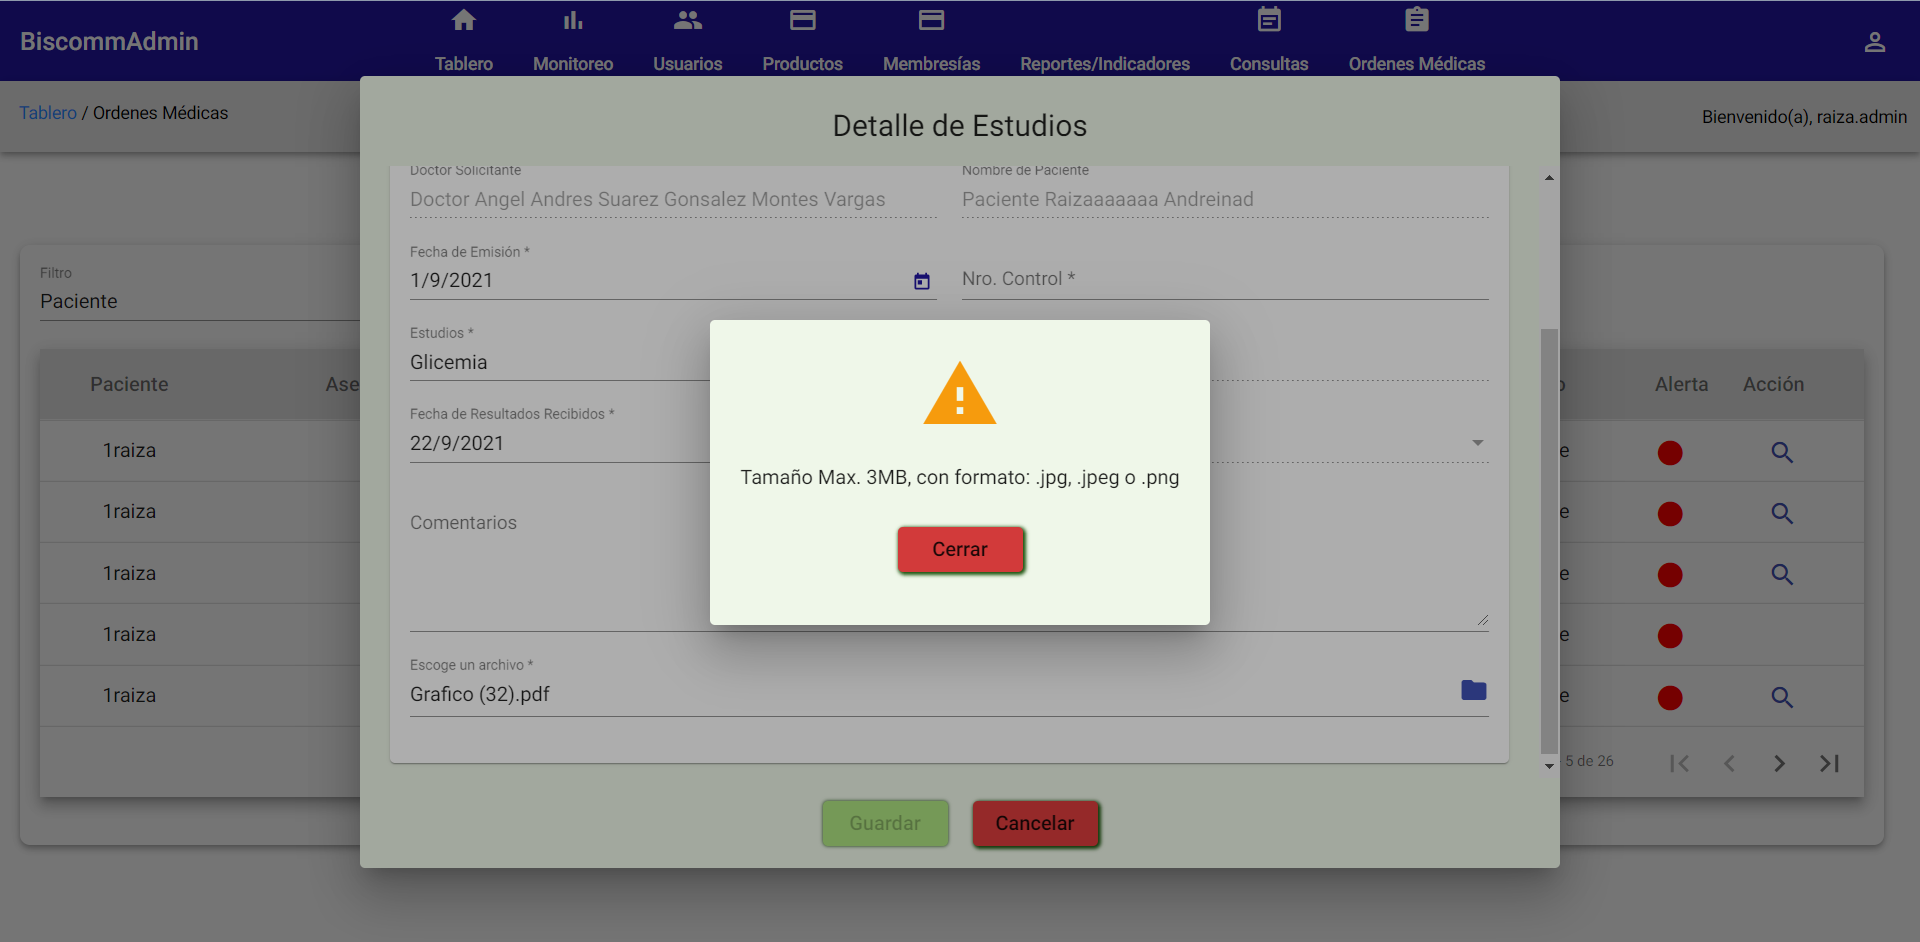 BiscommAdmin
Tablero
Monitoreo
Usuarios
Productos
Membresías
Reportes/Indicadores
Consultas
Ordenes Médicas
Tablero / Ordenes Médicas
Bienvenido(a), raiza.admin
Detalle de Estudios
Doctor Solicitante
Doctor Angel Andres Suarez Gonsalez Montes Vargas
Nombre de Paciente
Paciente Raizaaaaaaa Andreinad
Fecha de Emisión *
1/9/2021
Nro. Control *
Estudios *
Glicemia
Fecha de Resultados Recibidos *
22/9/2021
Comentarios
Escoge un archivo *
Grafico (32).pdf
Guardar
Cancelar
Tamaño Max. 3MB, con formato: .jpg, .jpeg o .png
Cerrar
Filtro
Paciente
Paciente
Ase
o
Alerta
Acción
1raiza
e
1raiza
e
1raiza
e
1raiza
e
1raiza
e
5 de 26